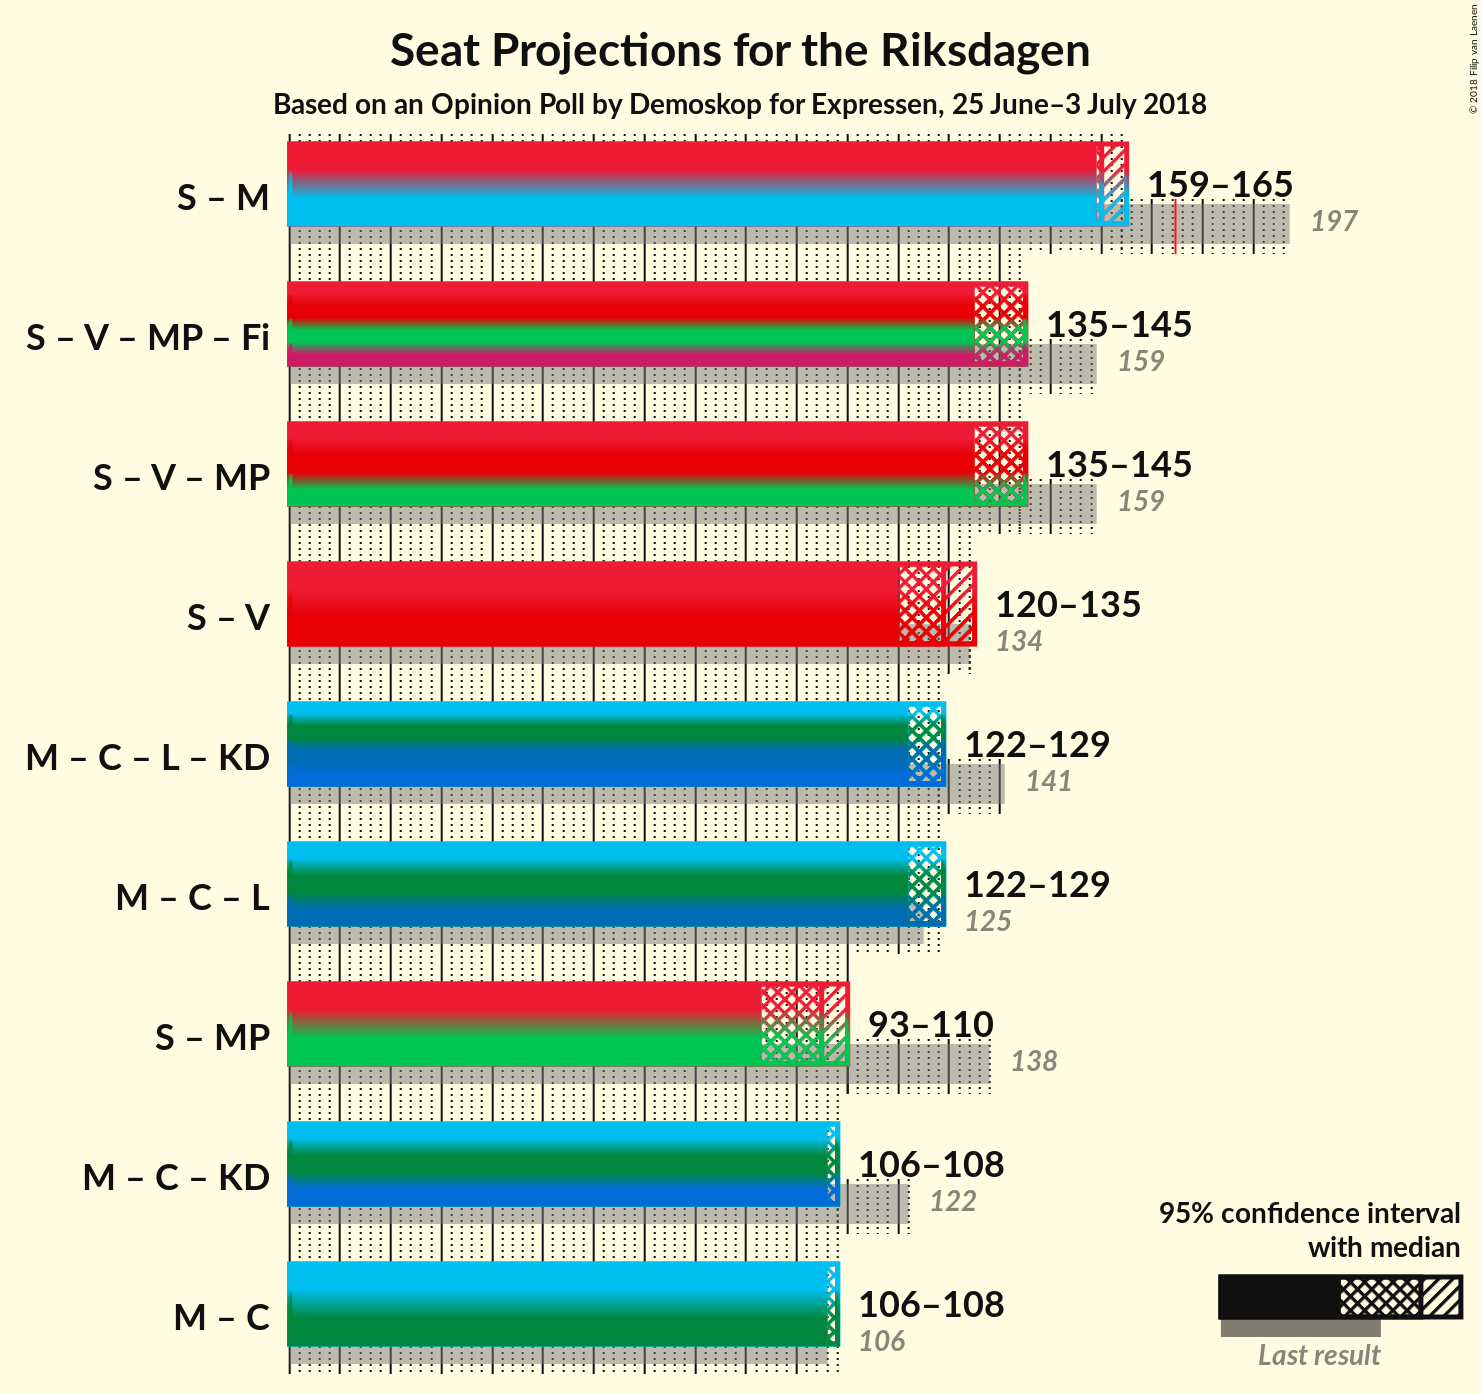 Seat Projections for the Riksdagen
Based on an Opinion Poll by Demoskop for Expressen, 25 June–3 July 2018
© 2018 Filip van Laenen
S – M
159–165
197
S – V – MP – Fi
135–145
159
S – V – MP
135–145
159
S – V
120–135
134
M – C – L – KD
122–129
141
M – C – L
122–129
125
S – MP
93–110
138
M – C – KD
106–108
122
M – C
106–108
106
95% confidence interval
with median
Last result